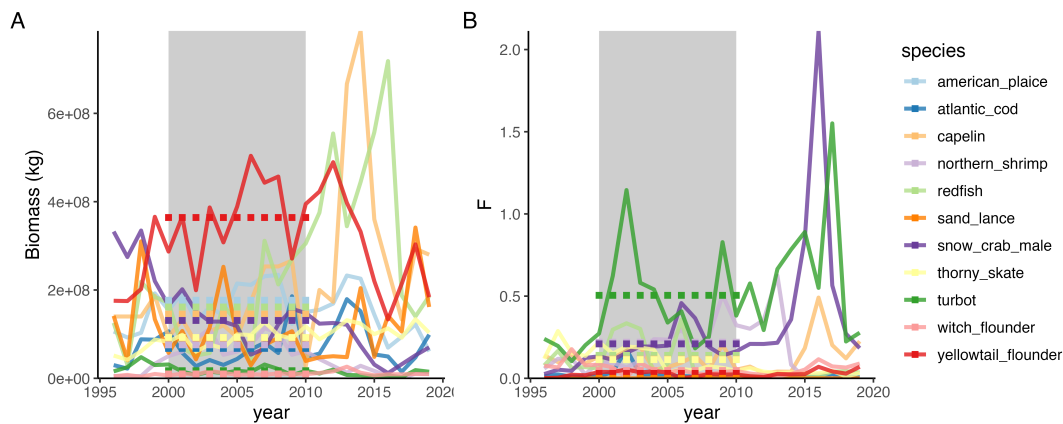 A
B
Biomass (kg)
6e+08
4e+08
2e+08
0e+00
1995
2000
2005
2010
2015
202
year
F
2.0
1.5
1.0
0.5
0.0
1995
2000
2005
2010
2015
2020
year
species
american_plaice
atlantic_cod
capelin
northern_shrimp
redfish
sand_lance
snow_crab_male
thorny_skate
turbot
witch_flounder
yellowtail_flounder